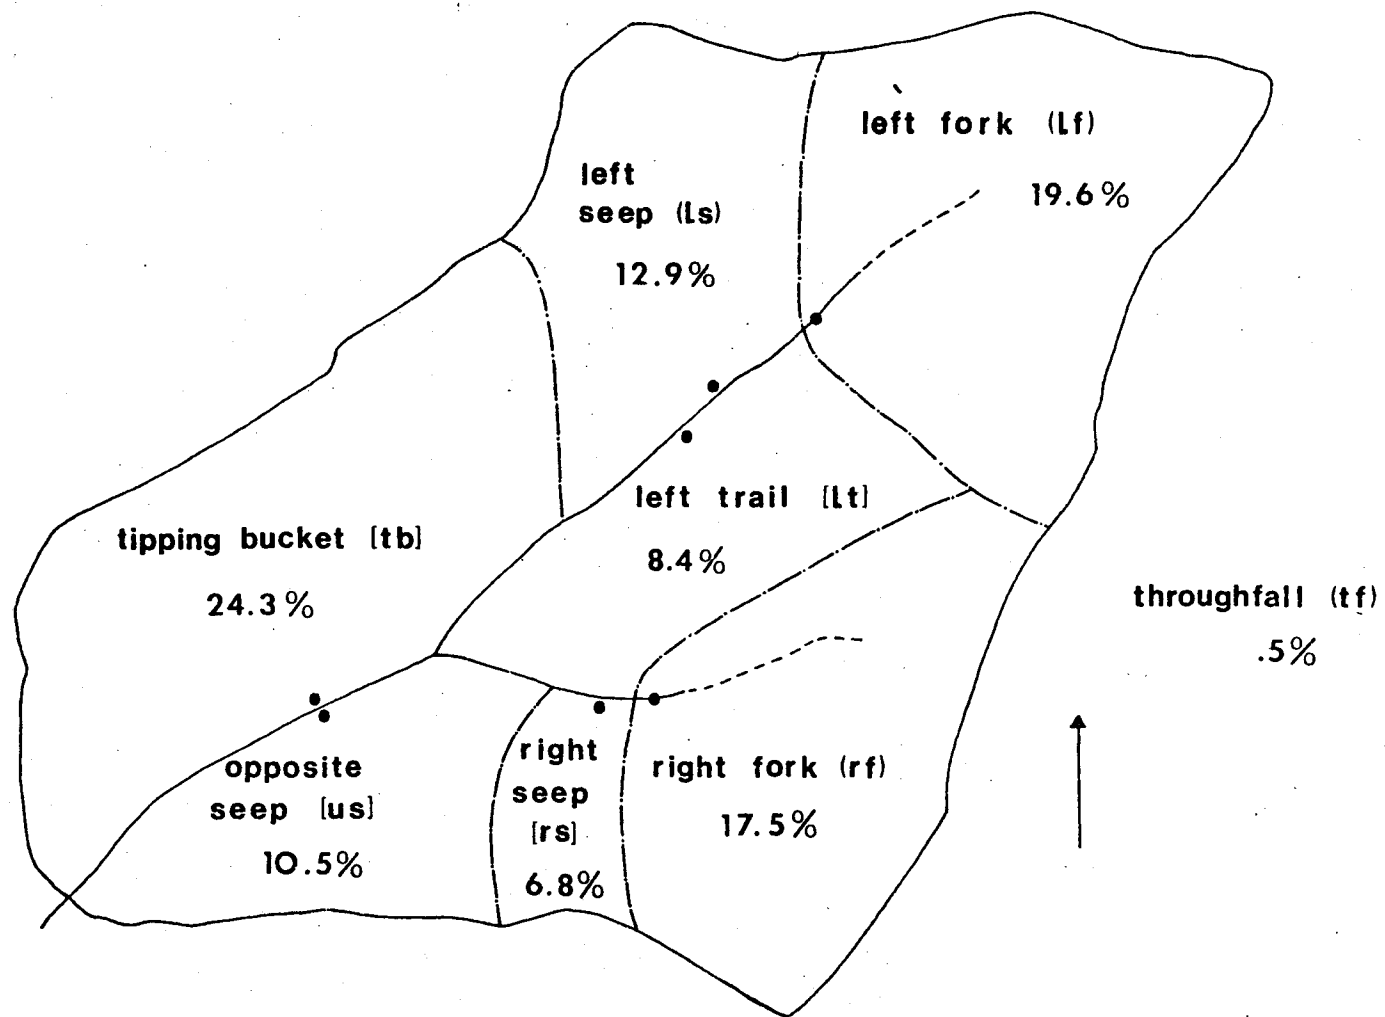 left fork (lf)
19.6%
left
seep (ls)
12.9%
left trail [lt]
8.4%
tipping bucket [tb]
24.3%
throughfall (tf)
.5%
opposite
seep [us]
10.5%
right
seep
[rs]
6.8%
right fork (rf)
17.5%